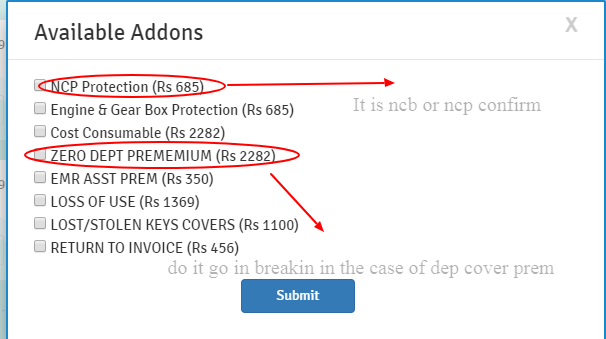 Available Addons X
NCP Protection (Rs 685)
It is ncb or ncp confirm
Engine & Gear Box Protection (Rs 685)
Cost Consumable (Rs 2282)
ZERO DEPT PREMEMIUM (Rs 2282)
EMR ASST PREM (Rs 350)
LOSS OF USE (Rs 1369)
LOST/STOLEN KEYS COVERS (Rs 1100)
RETURN TO INVOICE (Rs 456)
do it go in breakin in the case of dep cover prem
Submit